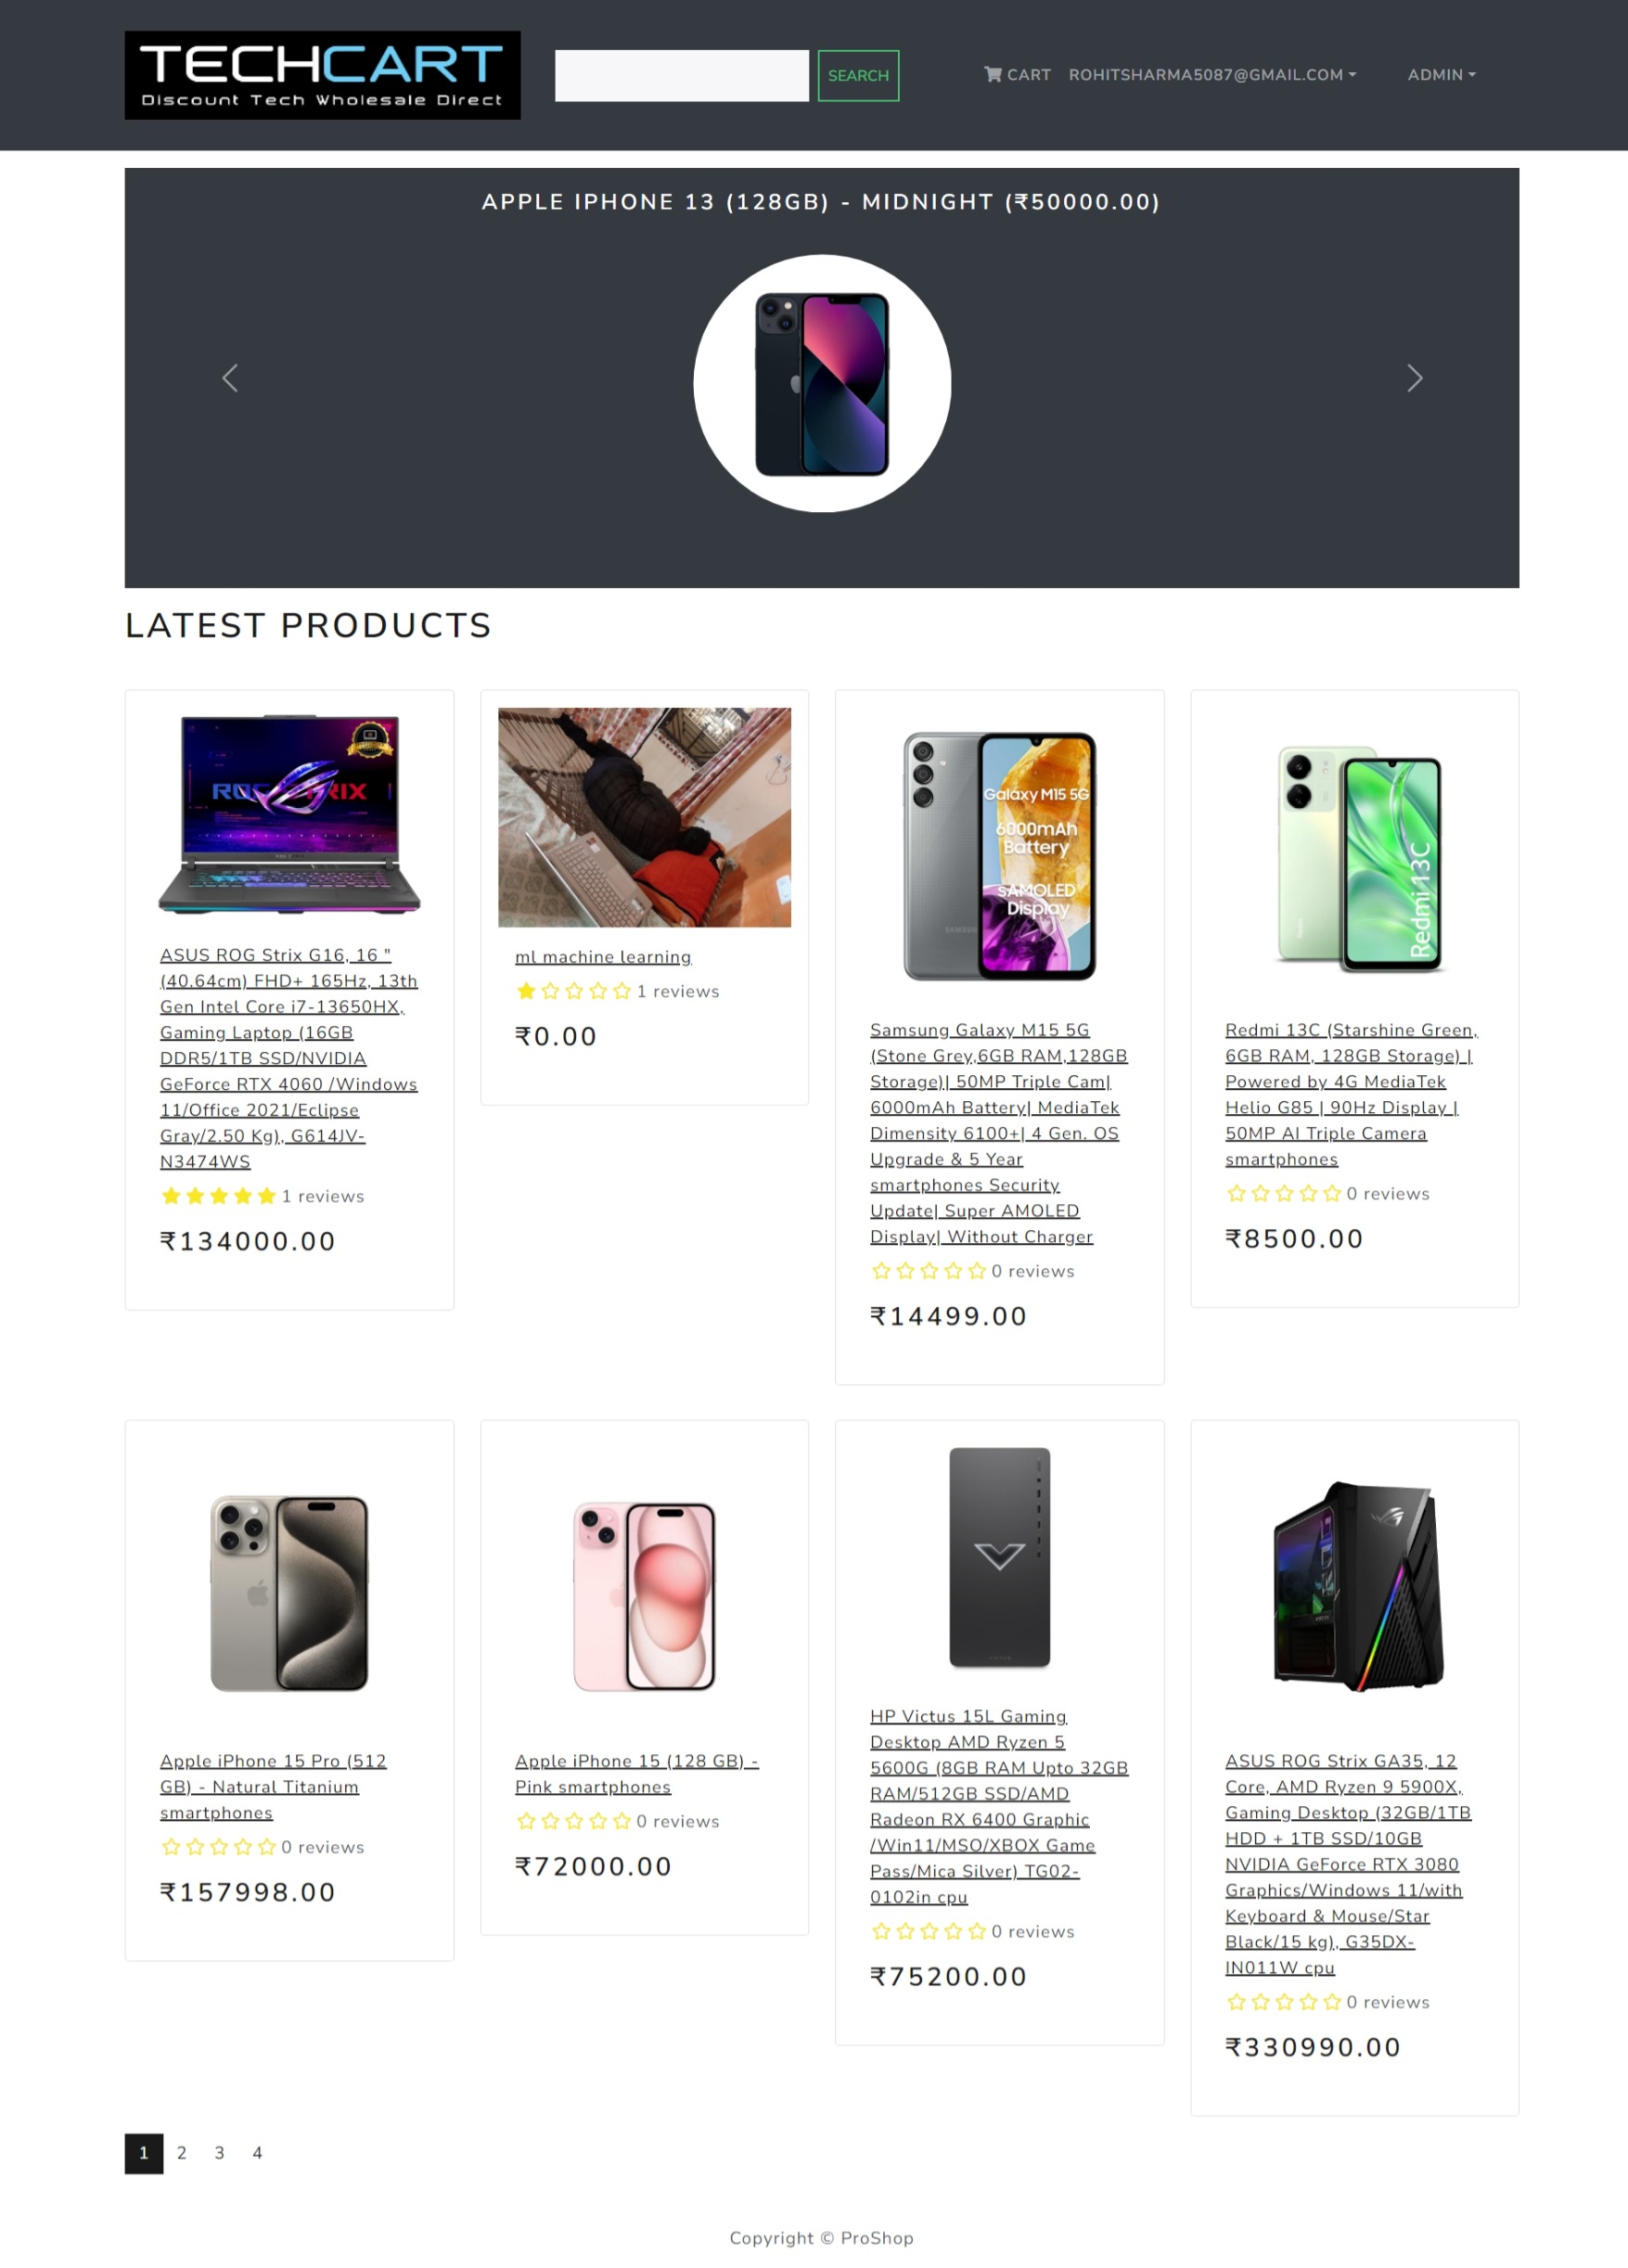 TECHCART
Discount Tech Wholesale Direct
SEARCH
CART
ROHITSHARMA5087@GMAIL.COM
ADMIN
APPLE IPHONE 13 (128GB) - MIDNIGHT (₹50000.00)
LATEST PRODUCTS
ASUS ROG Strix G16, 16 "
(40.64cm) FHD+ 165Hz, 13th
Gen Intel Core i7-13650HX,
Gaming Laptop (16GB
DDR5/1TB SSD/NVIDIA
GeForce RTX 4060 /Windows
11/Office 2021/Eclipse
Gray/2.50 Kg), G614JV-
N3474WS
1 reviews
₹134000.00
ml machine learning
1 reviews
₹0.00
Galaxy M15 5G
6000mAh
Battery
sAMOLED
Display
SAMSUNG
Samsung Galaxy M15 5G
(Stone Grey,6GB RAM,128GB
Storage)| 50MP Triple Cam|
6000mAh Battery| MediaTek
Dimensity 6100+| 4 Gen. OS
Upgrade & 5 Year
smartphones Security
Update| Super AMOLED
Display| Without Charger
0 reviews
₹14499.00
Redmi 13C
Redmi 13C (Starshine Green,
6GB RAM, 128GB Storage) |
Powered by 4G MediaTek
Helio G85 | 90Hz Display |
50MP AI Triple Camera
smartphones
0 reviews
₹8500.00
Apple iPhone 15 Pro (512
GB) - Natural Titanium
smartphones
0 reviews
₹157998.00
Apple iPhone 15 (128 GB) -
Pink smartphones
0 reviews
₹72000.00
HP Victus 15L Gaming
Desktop AMD Ryzen 5
5600G (8GB RAM Upto 32GB
RAM/512GB SSD/AMD
Radeon RX 6400 Graphic
/Win11/MSO/XBOX Game
Pass/Mica Silver) TG02-
0102in cpu
0 reviews
₹75200.00
ASUS ROG Strix GA35, 12
Core, AMD Ryzen 9 5900X,
Gaming Desktop (32GB/1TB
HDD + 1TB SSD/10GB
NVIDIA GeForce RTX 3080
Graphics/Windows 11/with
Keyboard & Mouse/Star
Black/15 kg), G35DX-
IN011W cpu
0 reviews
₹330990.00
1 2 3 4
Copyright © ProShop